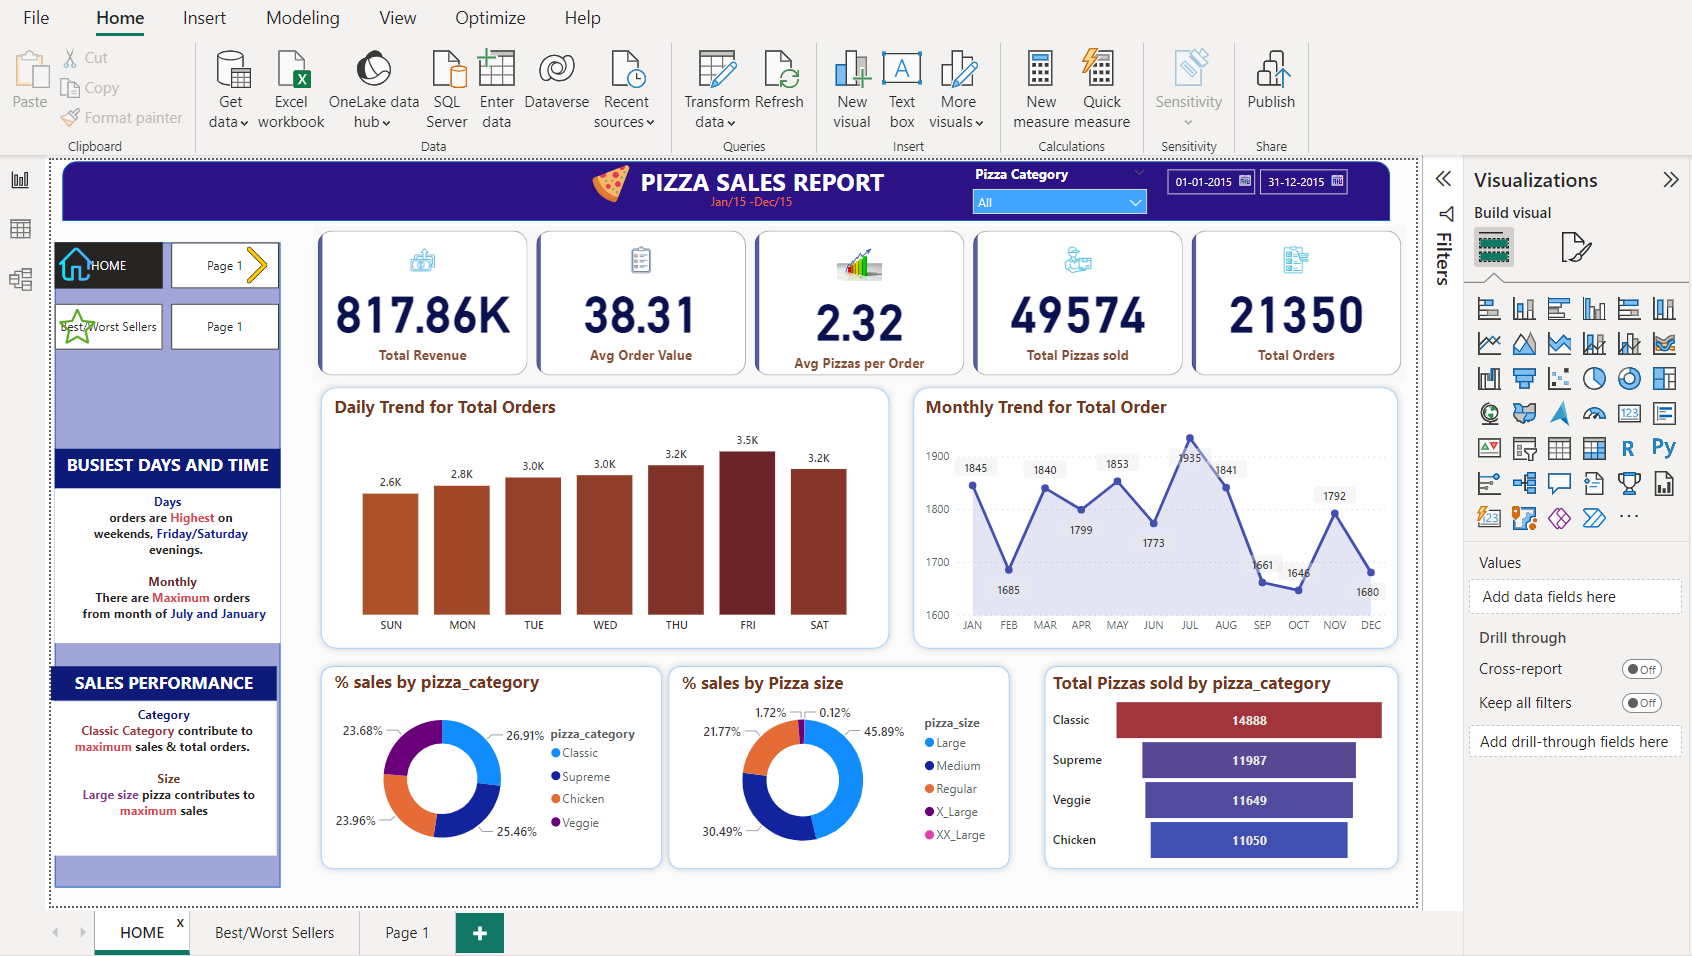 File Home Insert Modeling View Optimize Help
Paste
Cut
Copy
Format painter
Clipboard
Get data
Excel workbook
OneLake data hub
SQL Server
Enter data
Dataverse
Recent sources
Data
Transform data
Refresh
Queries
New visual
Text box
More visuals
Insert
New measure
Quick measure
Calculations
Sensitivity
Sensitivity
Publish
Share
PIZZA SALES REPORT
Jan/15 -Dec/15
Pizza Category
All
01-01-2015
31-12-2015
HOME
Page 1
Best/Worst Sellers
Page 1
BUSIEST DAYS AND TIME
Days
orders are Highest on
weekends, Friday/Saturday
evenings.
Monthly
There are Maximum orders
from month of July and January
SALES PERFORMANCE
Category
Classic Category contribute to
maximum sales & total orders.
Size
Large size pizza contributes to
maximum sales
817.86K
Total Revenue
38.31
Avg Order Value
2.32
Avg Pizzas per Order
49574
Total Pizzas sold
21350
Total Orders
Daily Trend for Total Orders
2.6K 2.8K 3.0K 3.0K 3.2K 3.5K 3.2K
SUN MON TUE WED THU FRI SAT
Monthly Trend for Total Order
1900
1800
1700
1600
1845 1685 1840 1799 1853 1773 1935 1841 1661 1646 1792 1680
JAN FEB MAR APR MAY JUN JUL AUG SEP OCT NOV DEC
% sales by pizza_category
23.68%
26.91%
23.96%
25.46%
pizza_category
Classic
Supreme
Chicken
Veggie
% sales by Pizza size
1.72%
0.12%
21.77%
45.89%
30.49%
pizza_size
Large
Medium
Regular
X_Large
XX_Large
Total Pizzas sold by pizza_category
Classic 14888
Supreme 11987
Veggie 11649
Chicken 11050
Filters
Visualizations
Build visual
123
R
Py
123
Values
Add data fields here
Drill through
Cross-report Off
Keep all filters Off
Add drill-through fields here
HOME X
Best/Worst Sellers
Page 1
+